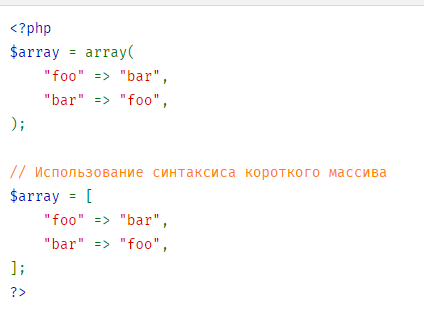 <?php
$array = array(
    "foo" => "bar",
    "bar" => "foo",
);

// Использование синтаксиса короткого массива
$array = [
    "foo" => "bar",
    "bar" => "foo",
];
?>